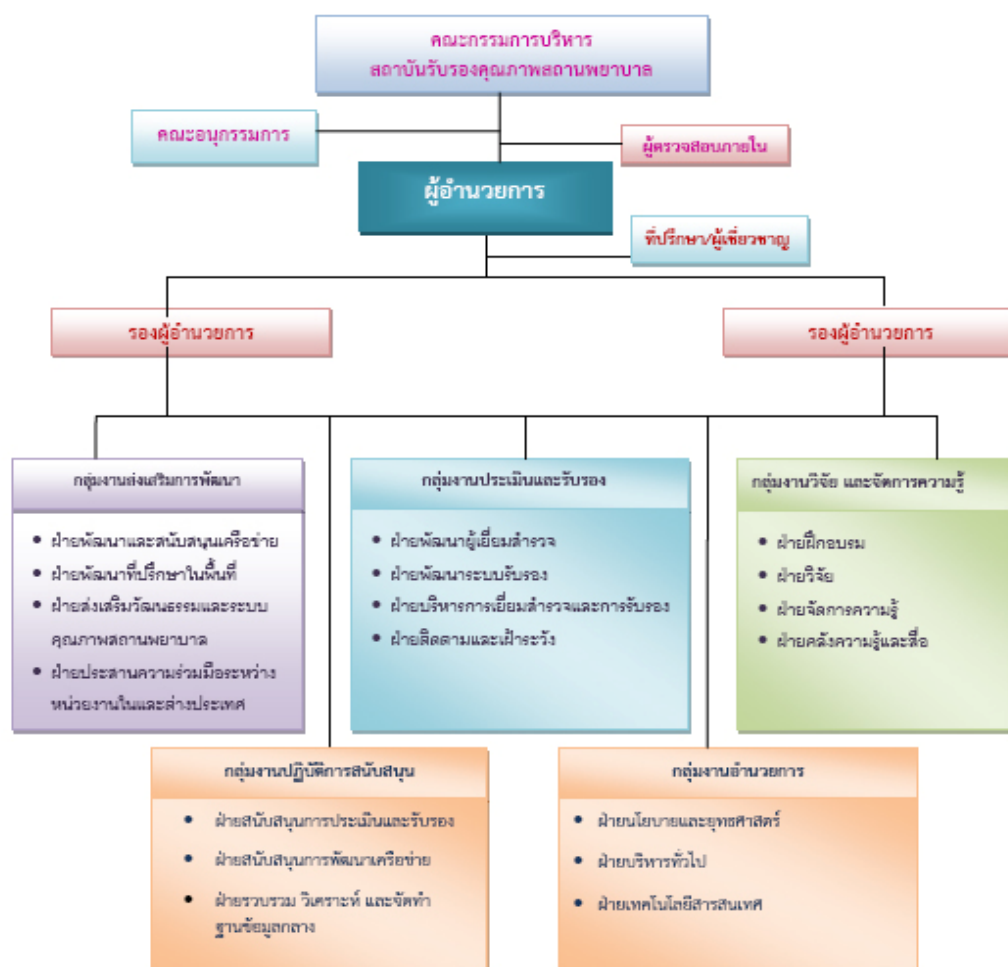 คณะกรรมการบริหาร
สถาบันรับรองคุณภาพสถานพยาบาล
คณะอนุกรรมการ
ผู้ตรวจสอบภายใน
ผู้อำนวยการ
ที่ปรึกษา/ผู้เชี่ยวชาญ
รองผู้อำนวยการ
รองผู้อำนวยการ
กลุ่มงานส่งเสริมการพัฒนา
• ฝ่ายพัฒนาและสนับสนุนเครือข่าย
• ฝ่ายพัฒนาที่ปรึกษาในพื้นที่
• ฝ่ายส่งเสริมวัฒนธรรมและระบบ
คุณภาพสถานพยาบาล
• ฝ่ายประสานความร่วมมือระหว่าง
หน่วยงานในและต่างประเทศ
กลุ่มงานประเมินและรับรอง
• ฝ่ายพัฒนาผู้เยี่ยมสำรวจ
• ฝ่ายพัฒนาระบบรับรอง
• ฝ่ายบริหารการเยี่ยมสำรวจและการรับรอง
• ฝ่ายติดตามและเฝ้าระวัง
กลุ่มงานวิจัย และจัดการความรู้
• ฝ่ายฝึกอบรม
• ฝ่ายวิจัย
• ฝ่ายจัดการความรู้
• ฝ่ายคลังความรู้และสื่อ
กลุ่มงานปฏิบัติการสนับสนุน
• ฝ่ายสนับสนุนการประเมินและรับรอง
• ฝ่ายสนับสนุนการพัฒนาเครือข่าย
• ฝ่ายรวบรวม วิเคราะห์ และจัดทำ
ฐานข้อมูลกลาง
กลุ่มงานอำนวยการ
• ฝ่ายนโยบายและยุทธศาสตร์
• ฝ่ายบริหารทั่วไป
• ฝ่ายเทคโนโลยีสารสนเทศ